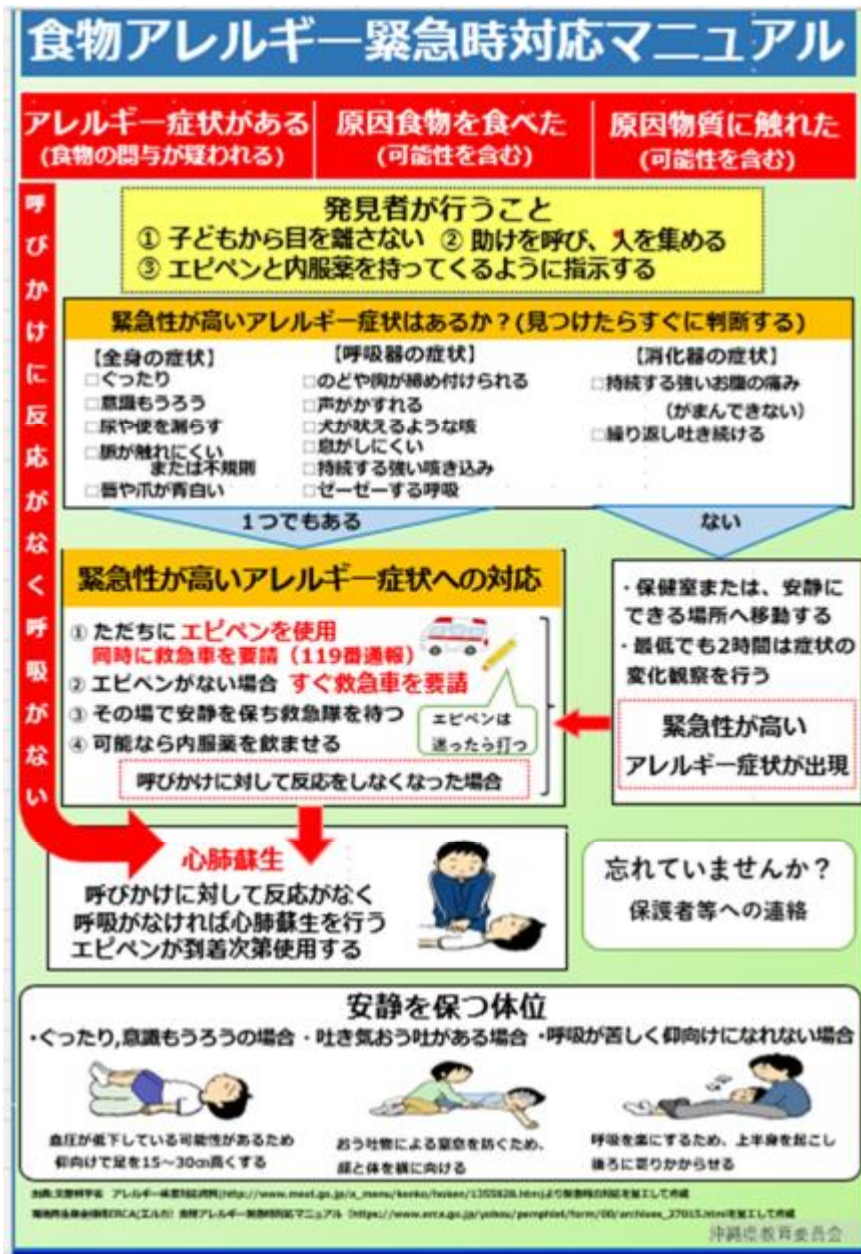 食物アレルギー緊急時対応マニュアル
アレルギー症状がある
(食物の関与が疑われる)
原因食物を食べた
(可能性を含む)
原因物質に触れた
(可能性を含む)
呼びかけに反応がなく呼吸がない
発見者が行うこと
① 子どもから目を離さない ② 助けを呼び、人を集める
③ エピペンと内服薬を持ってくるように指示する
緊急性が高いアレルギー症状はあるか？(見つけたらすぐに判断する)
【全身の症状】
□ぐったり
□意識もうろう
□尿や便を漏らす
□脈が触れにくい
または不規則
□唇や爪が青白い
【呼吸器の症状】
□のどや胸が締め付けられる
□声がかすれる
□犬が吠えるような咳
□息がしにくい
□持続する強い咳き込み
□ゼーゼーする呼吸
【消化器の症状】
□持続する強いお腹の痛み
(がまんできない)
□繰り返し吐き続ける
1つでもある
ない
緊急性が高いアレルギー症状への対応
① ただちに エピペンを使用
同時に救急車を要請（119番通報）
② エピペンがない場合 すぐ救急車を要請
③ その場で安静を保ち救急隊を待つ
④ 可能なら内服薬を飲ませる
エピペンは
迷ったら打つ
呼びかけに対して反応をしなくなった場合
・保健室または、安静に
できる場所へ移動する
・最低でも2時間は症状の
変化観察を行う
緊急性が高い
アレルギー症状が出現
心肺蘇生
呼びかけに対して反応がなく
呼吸がなければ心肺蘇生を行う
エピペンが到着次第使用する
忘れていませんか？
保護者等への連絡
安静を保つ体位
・ぐったり,意識もうろうの場合
・吐き気おう吐がある場合
・呼吸が苦しく仰向けになれない場合
血圧が低下している可能性があるため
仰向けで足を15～30㎝高くする
おう吐物による窒息を防ぐため、
顔と体を横に向ける
呼吸を楽にするため、上半身を起こし
後ろに寄りかからせる
沖縄県教育委員会